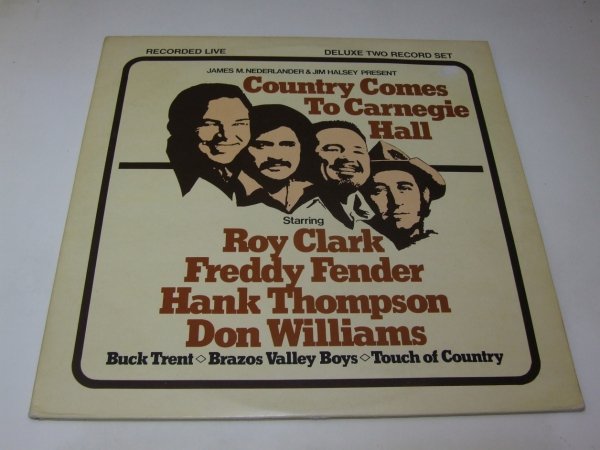 RECORDED LIVE DELUXE TWO RECORD SET
JAMES M. NEDERLANDER & JIM HALSEY PRESENT
Country Comes
To Carnegie
Hall
Starring
Roy Clark
Freddy Fender
Hank Thompson
Don Williams
Buck Trent ◇ Brazos Valley Boys ◇ Touch of Country